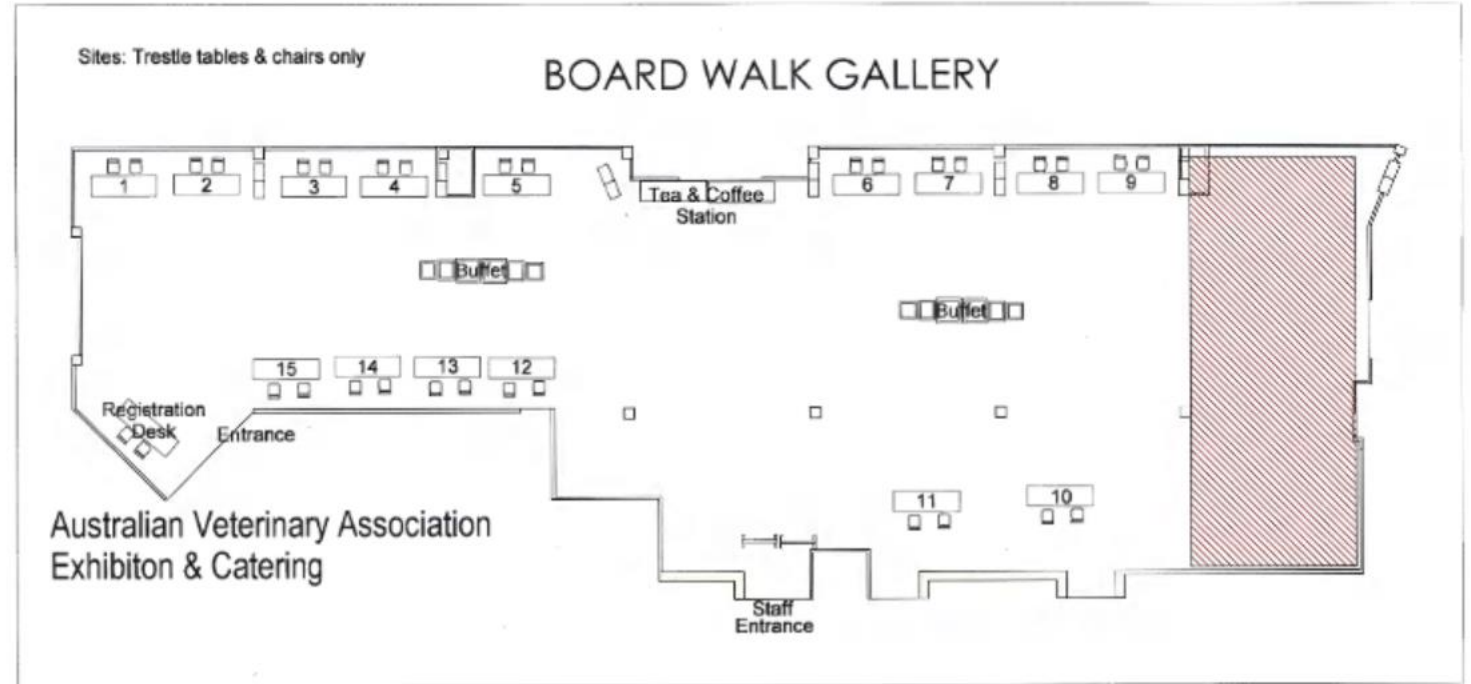 Sites: Trestle tables & chairs only
BOARD WALK GALLERY
1
2
3
4
5
Tea & Coffee
Station
6
7
8
9
Buffet
Buffet
15
14
13
12
Registration
Desk
Entrance
11
10
Australian Veterinary Association
Exhibiton & Catering
Staff
Entrance